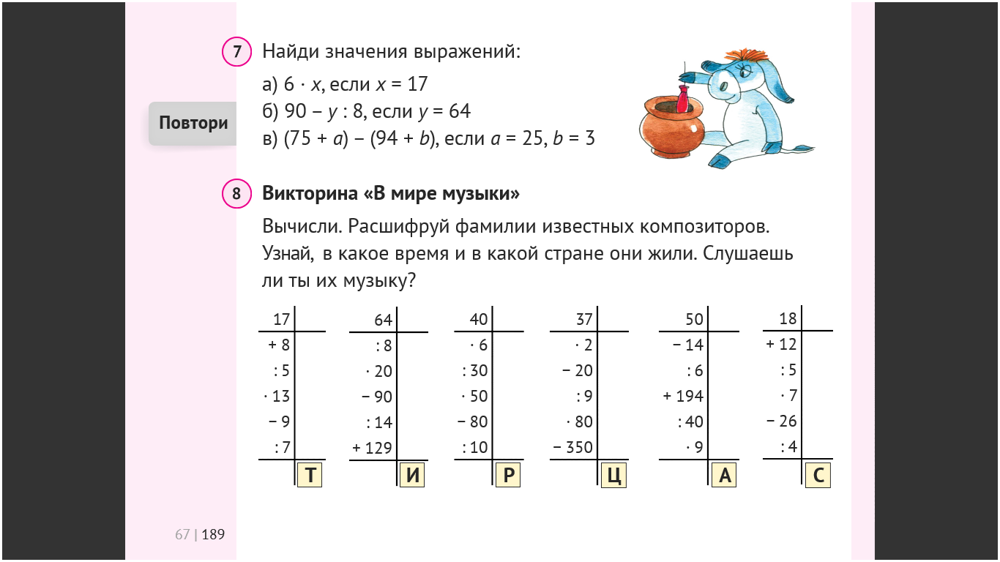 7 Найди значения выражений:
а) 6 · x, если x = 17
б) 90 – y : 8, если y = 64
в) (75 + a) – (94 + b), если a = 25, b = 3
Повтори
8 Викторина «В мире музыки»
Вычисли. Расшифруй фамилии известных композиторов.
Узнай, в какое время и в какой стране они жили. Слушаешь
ли ты их музыку?
17 64 40 37 50 18
+ 8 : 8 · 6 · 2 – 14 + 12
: 5 · 20 : 30 – 20 : 6 : 5
· 13 – 90 · 50 : 9 + 194 · 7
– 9 : 14 – 80 · 80 : 40 – 26
: 7 + 129 : 10 – 350 · 9 : 4
Т И Р Ц А С
67 | 189